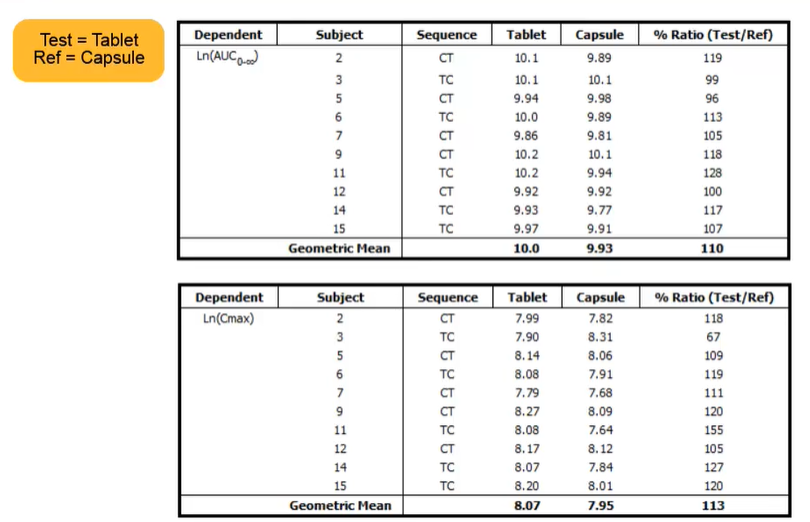 Test = Tablet
Ref = Capsule
Dependent Subject Sequence Tablet Capsule % Ratio (Test/Ref)
Ln(AUC0-∞) 2 CT 10.1 9.89 119
3 TC 10.1 10.1 99
5 CT 9.94 9.98 96
6 TC 10.0 9.89 113
7 CT 9.86 9.81 105
9 CT 10.2 10.1 118
11 TC 10.2 9.94 128
12 CT 9.92 9.92 100
14 TC 9.93 9.77 117
15 TC 9.97 9.91 107
Geometric Mean 10.0 9.93 110
Dependent Subject Sequence Tablet Capsule % Ratio (Test/Ref)
Ln(Cmax) 2 CT 7.99 7.82 118
3 TC 7.90 8.31 67
5 CT 8.14 8.06 109
6 TC 8.08 7.91 119
7 CT 7.79 7.68 111
9 CT 8.27 8.09 120
11 TC 8.08 7.64 155
12 CT 8.17 8.12 105
14 TC 8.07 7.84 127
15 TC 8.20 8.01 120
Geometric Mean 8.07 7.95 113